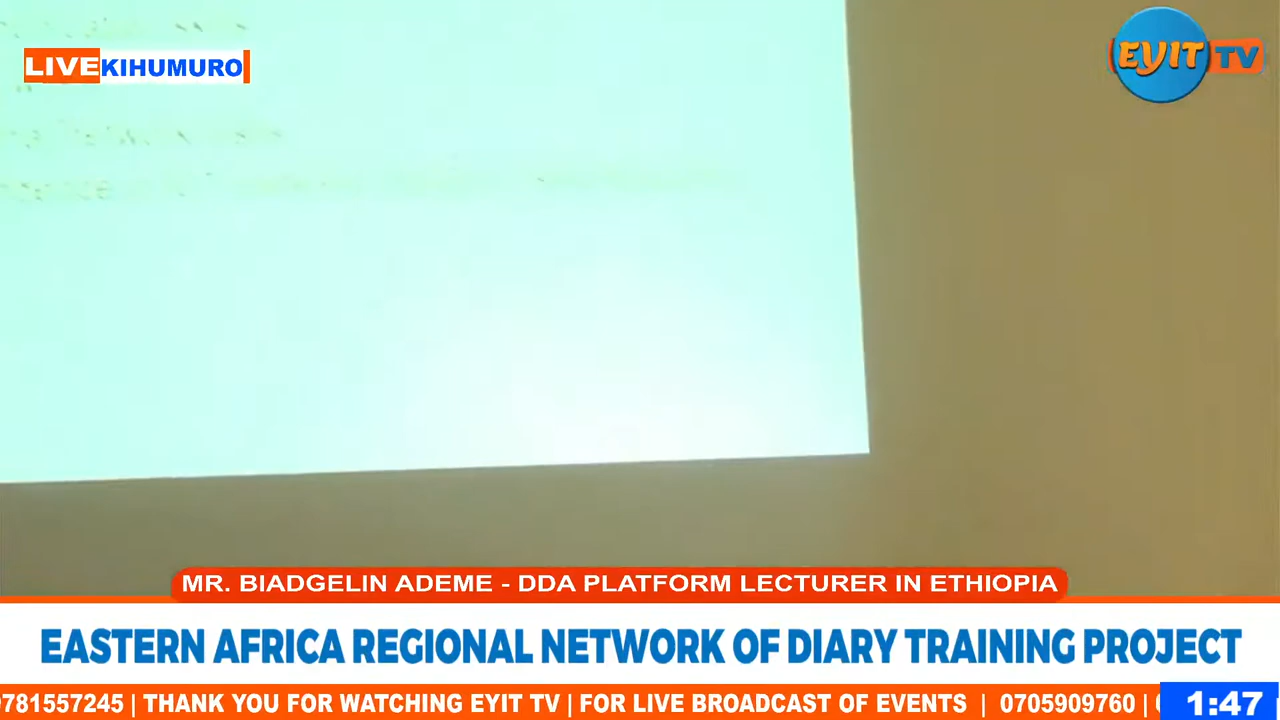 LIVE KIHUMURO
EYIT TV
MR. BIADGELIN ADEME - DDA PLATFORM LECTURER IN ETHIOPIA
EASTERN AFRICA REGIONAL NETWORK OF DIARY TRAINING PROJECT
781557245 | THANK YOU FOR WATCHING EYIT TV | FOR LIVE BROADCAST OF EVENTS | 0705909760 |
1:47